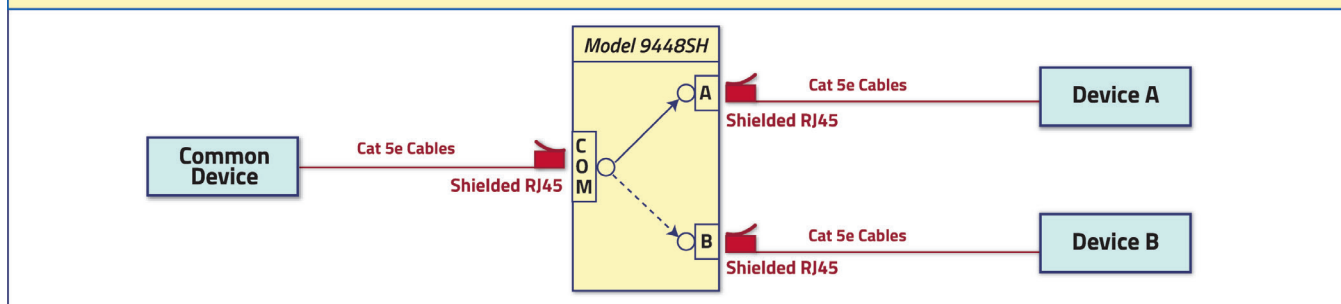 Model 9448SH
Common
Device
Cat 5e Cables
Shielded RJ45
C
O
M
A
B
Cat 5e Cables
Shielded RJ45
Device A
Cat 5e Cables
Shielded RJ45
Device B